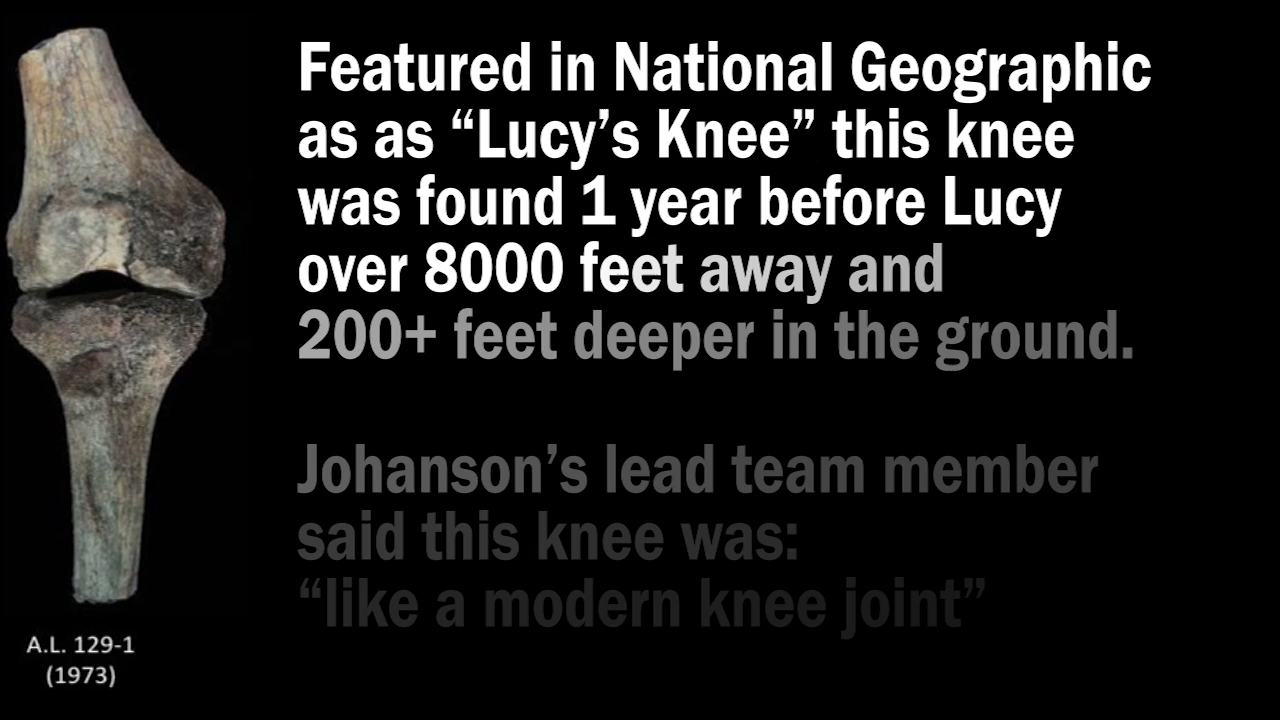 Featured in National Geographic
as as “Lucy’s Knee” this knee
was found 1 year before Lucy
over 8000 feet away and
200+ feet deeper in the ground.
Johanson’s lead team member
said this knee was:
“like a modern knee joint”
A.L. 129-1
(1973)